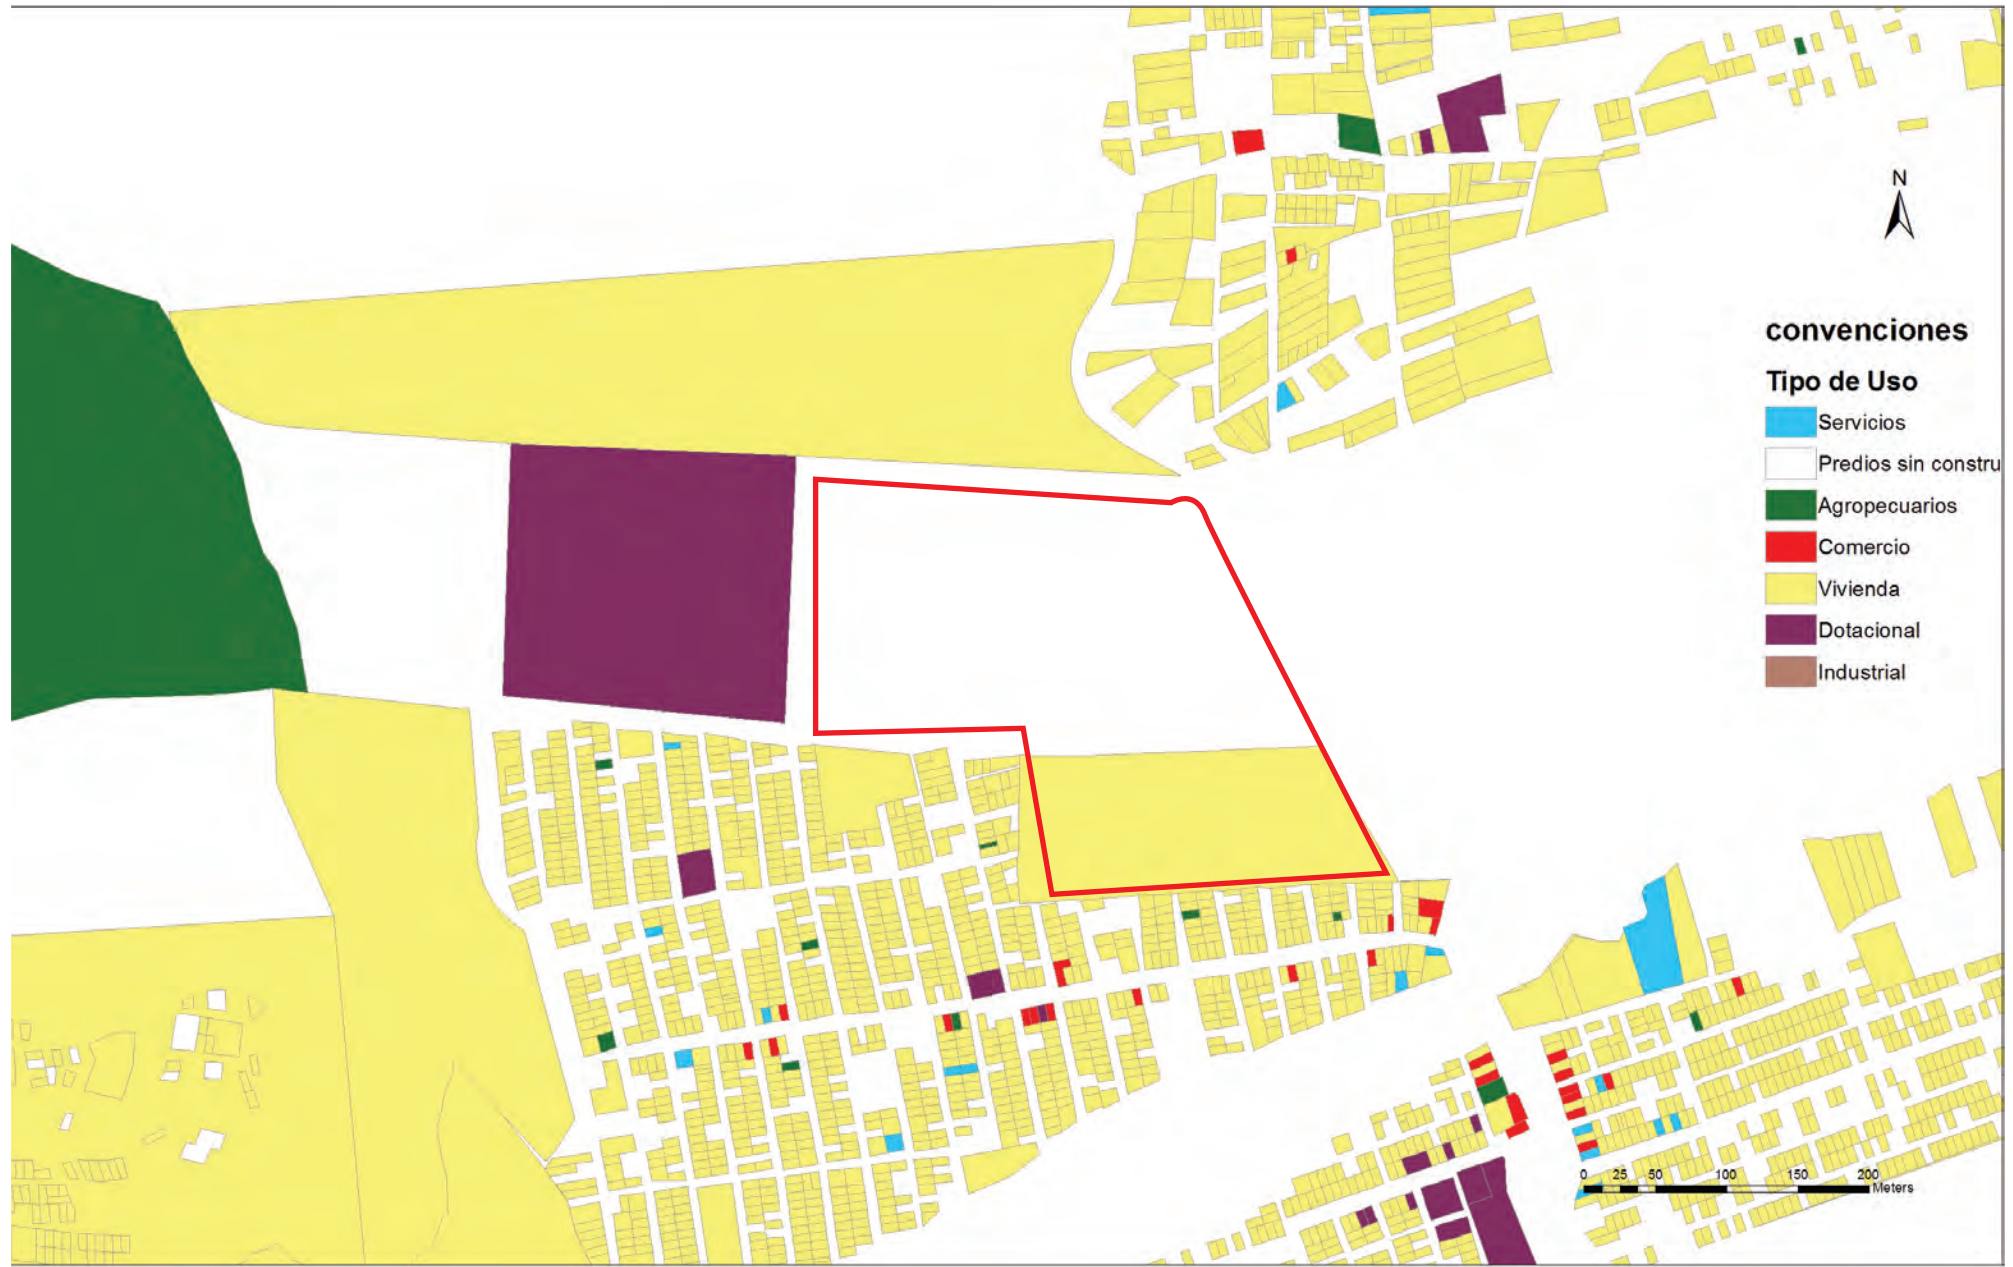 N
convenciones
Tipo de Uso
Servicios
Predios sin constru
Agropecuarios
Comercio
Vivienda
Dotacional
Industrial
0 25 50 100 150 200
Meters